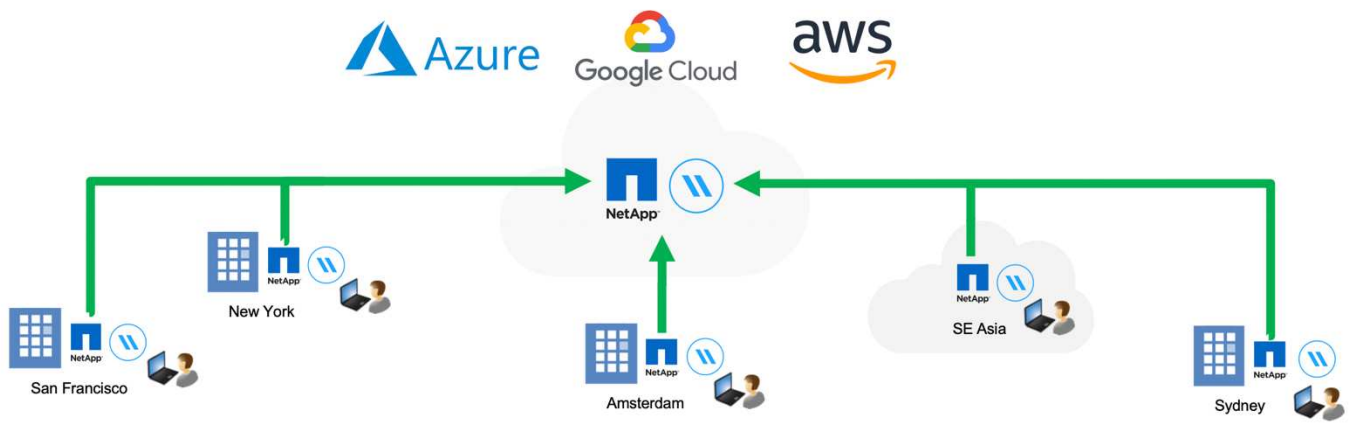 Azure
Google Cloud
aws
NetApp
NetApp
New York
NetApp
SE Asia
NetApp
San Francisco
NetApp
Amsterdam
NetApp
Sydney